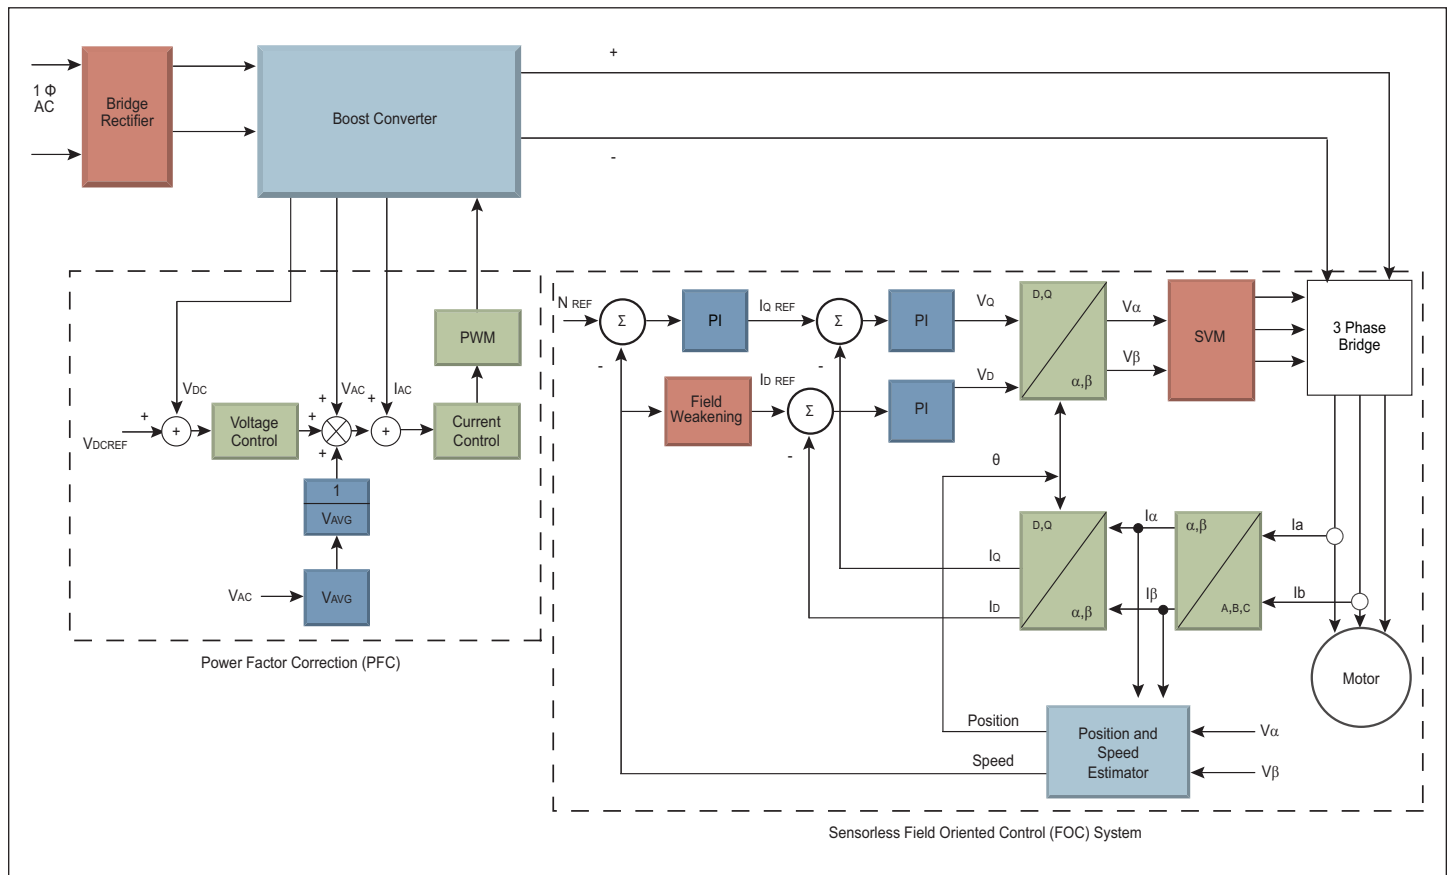 1 Φ
AC
Bridge
Rectifier
Boost Converter
+
-
VDC
VAC
IAC
PWM
+
+
+
+
+
+
+
VDCREF
Voltage
Control
Current
Control
1
VAVG
VAC
VAVG
Power Factor Correction (PFC)
N REF
Σ
PI
IQ REF
Σ
PI
VQ
D,Q
α,β
Vα
Vβ
SVM
3 Phase
Bridge
-
-
-
Field
Weakening
ID REF
Σ
PI
VD
θ
D,Q
α,β
IQ
ID
Iα
Iβ
α,β
A,B,C
Ia
Ib
Motor
Position
Speed
Position and
Speed
Estimator
Vα
Vβ
Sensorless Field Oriented Control (FOC) System